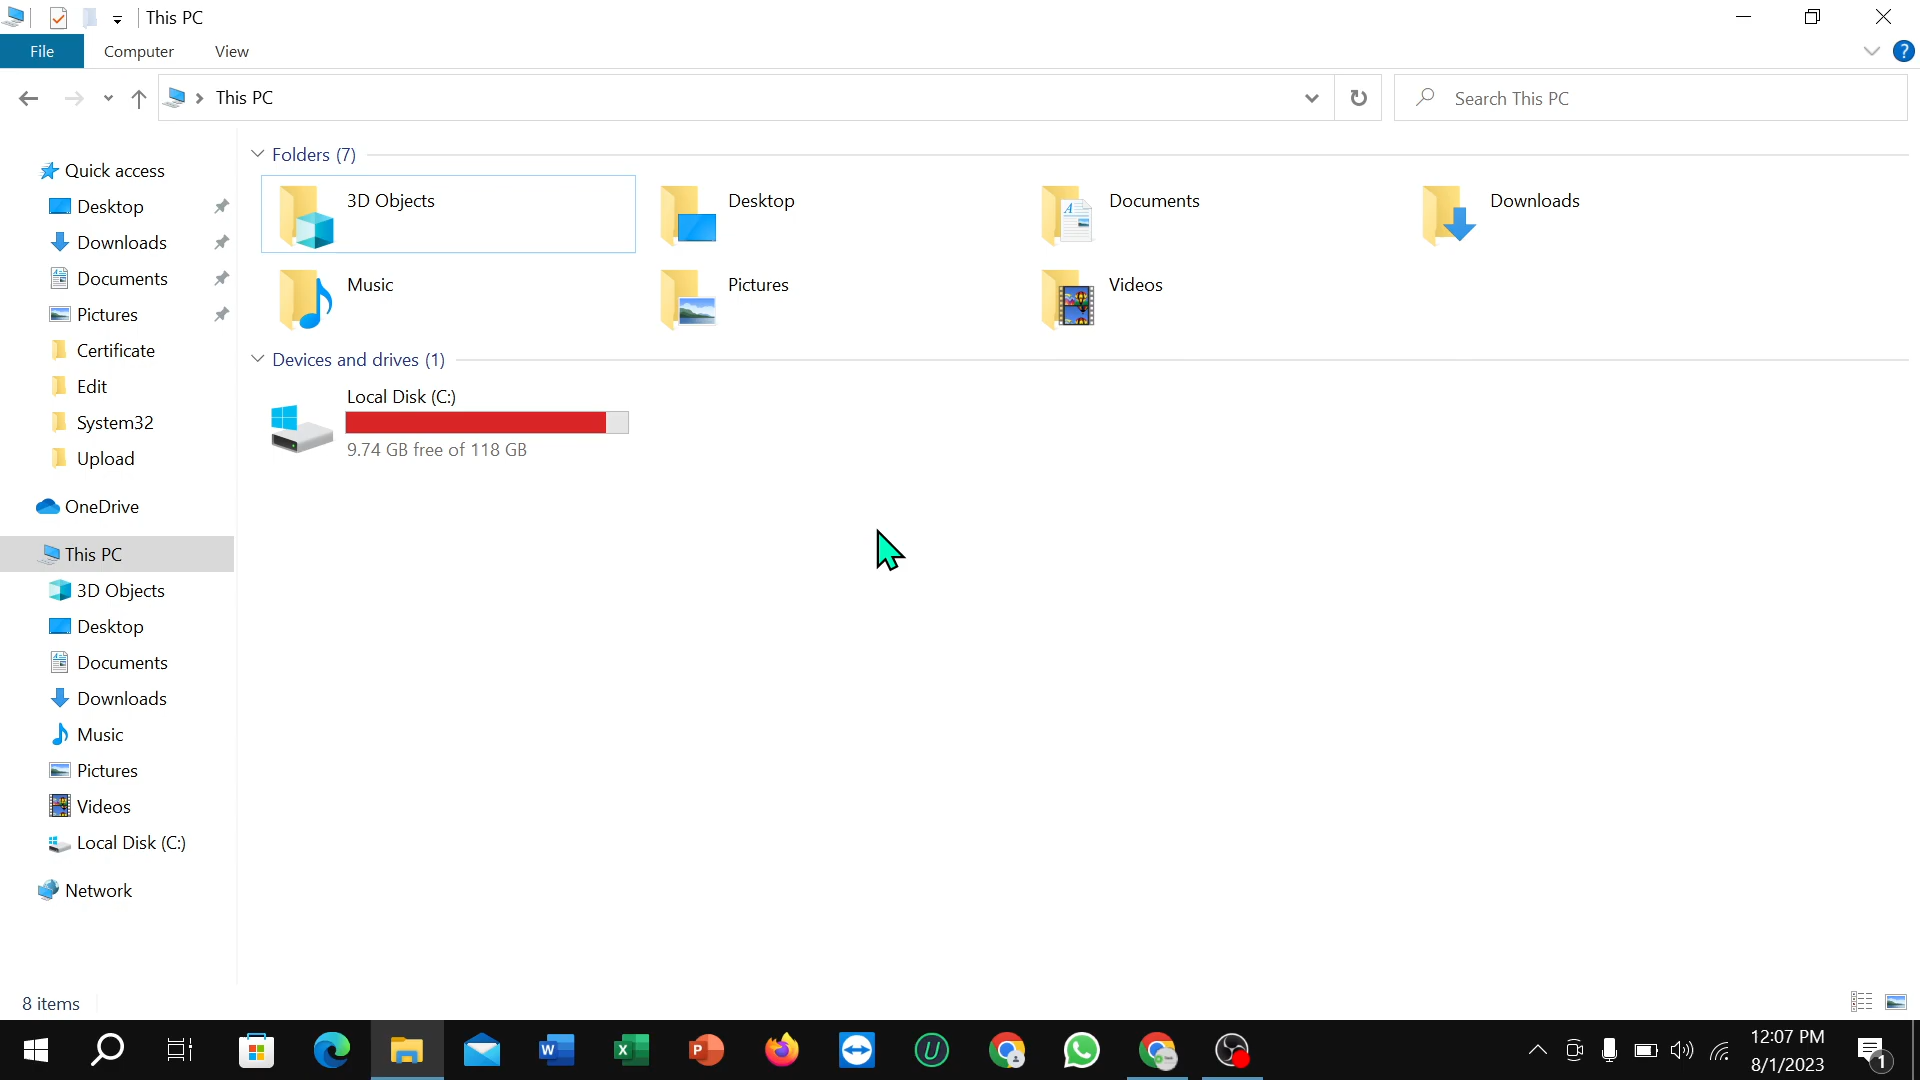 This PC
File
Computer
View
?
This PC
Search This PC
Quick access
Desktop
Downloads
Documents
Pictures
Certificate
Edit
System32
Upload
OneDrive
This PC
3D Objects
Desktop
Documents
Downloads
Music
Pictures
Videos
Local Disk (C:)
Network
Folders (7)
3D Objects
Desktop
Documents
Downloads
Music
Pictures
Videos
Devices and drives (1)
Local Disk (C:)
9.74 GB free of 118 GB
8 items
12:07 PM
8/1/2023
1